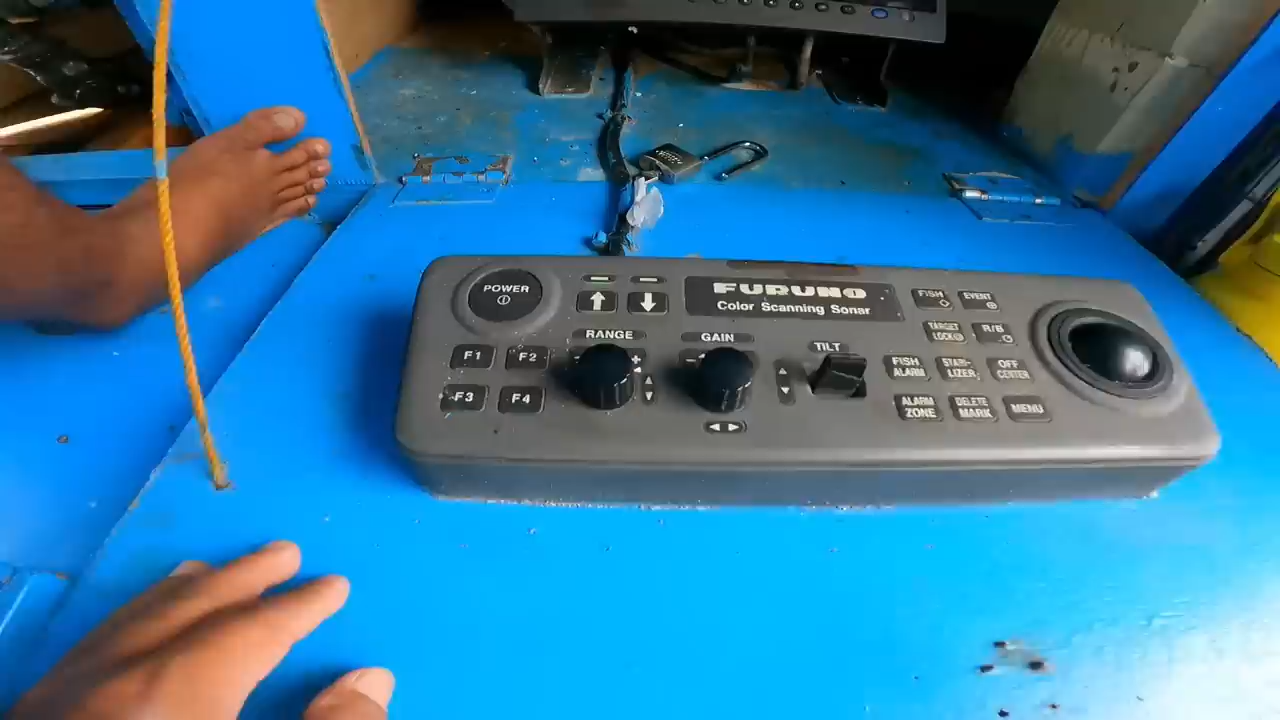 POWER
FURUNO
Color Scanning Sonar
FISH
EVENT
TARGET LOCK
R/B
RANGE
GAIN
TILT
F1
F2
- +
-
FISH ALARM
STABI-LIZER
OFF CENTER
F3
F4
ALARM ZONE
DELETE MARK
MENU